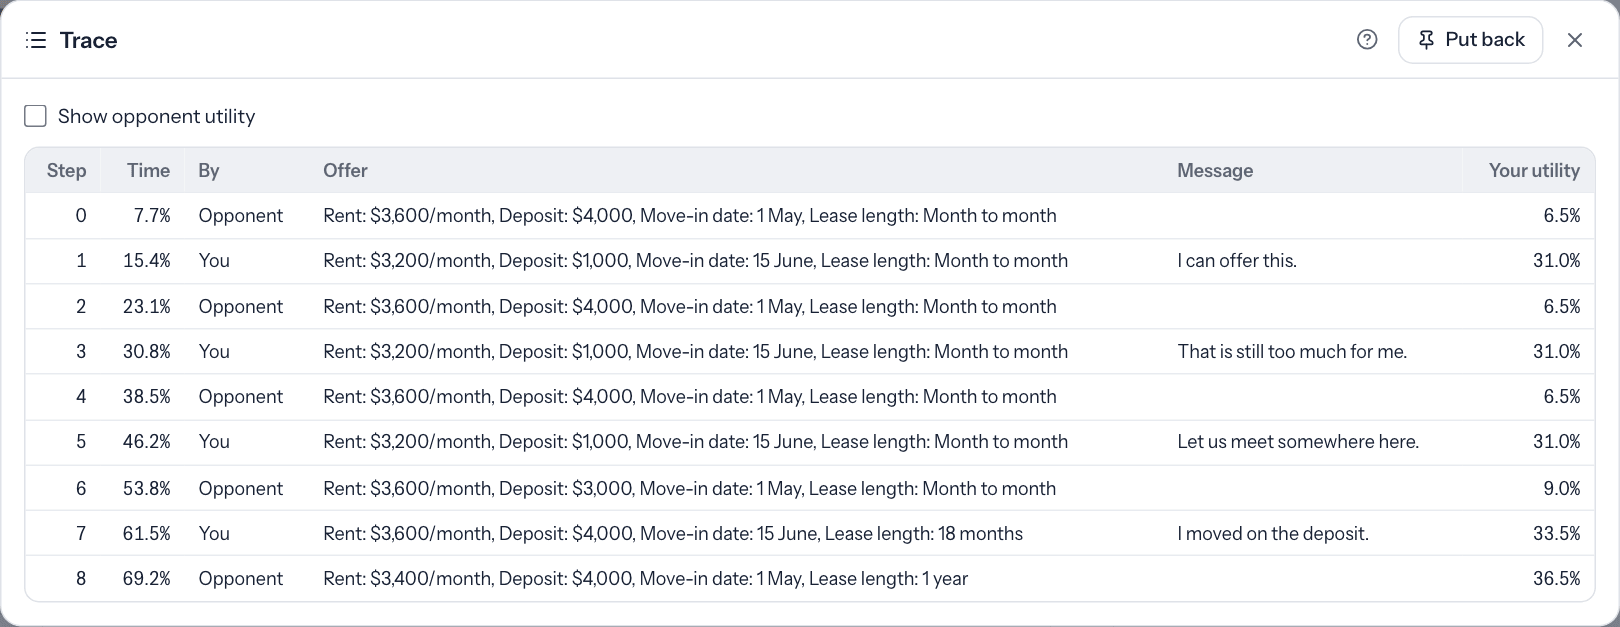 Trace
Put back
Show opponent utility
Step Time By Offer Message Your utility
0 7.7% Opponent Rent: $3,600/month, Deposit: $4,000, Move-in date: 1 May, Lease length: Month to month 6.5%
1 15.4% You Rent: $3,200/month, Deposit: $1,000, Move-in date: 15 June, Lease length: Month to month I can offer this. 31.0%
2 23.1% Opponent Rent: $3,600/month, Deposit: $4,000, Move-in date: 1 May, Lease length: Month to month 6.5%
3 30.8% You Rent: $3,200/month, Deposit: $1,000, Move-in date: 15 June, Lease length: Month to month That is still too much for me. 31.0%
4 38.5% Opponent Rent: $3,600/month, Deposit: $4,000, Move-in date: 1 May, Lease length: Month to month 6.5%
5 46.2% You Rent: $3,200/month, Deposit: $1,000, Move-in date: 15 June, Lease length: Month to month Let us meet somewhere here. 31.0%
6 53.8% Opponent Rent: $3,600/month, Deposit: $3,000, Move-in date: 1 May, Lease length: Month to month 9.0%
7 61.5% You Rent: $3,600/month, Deposit: $4,000, Move-in date: 15 June, Lease length: 18 months I moved on the deposit. 33.5%
8 69.2% Opponent Rent: $3,400/month, Deposit: $4,000, Move-in date: 1 May, Lease length: 1 year 36.5%